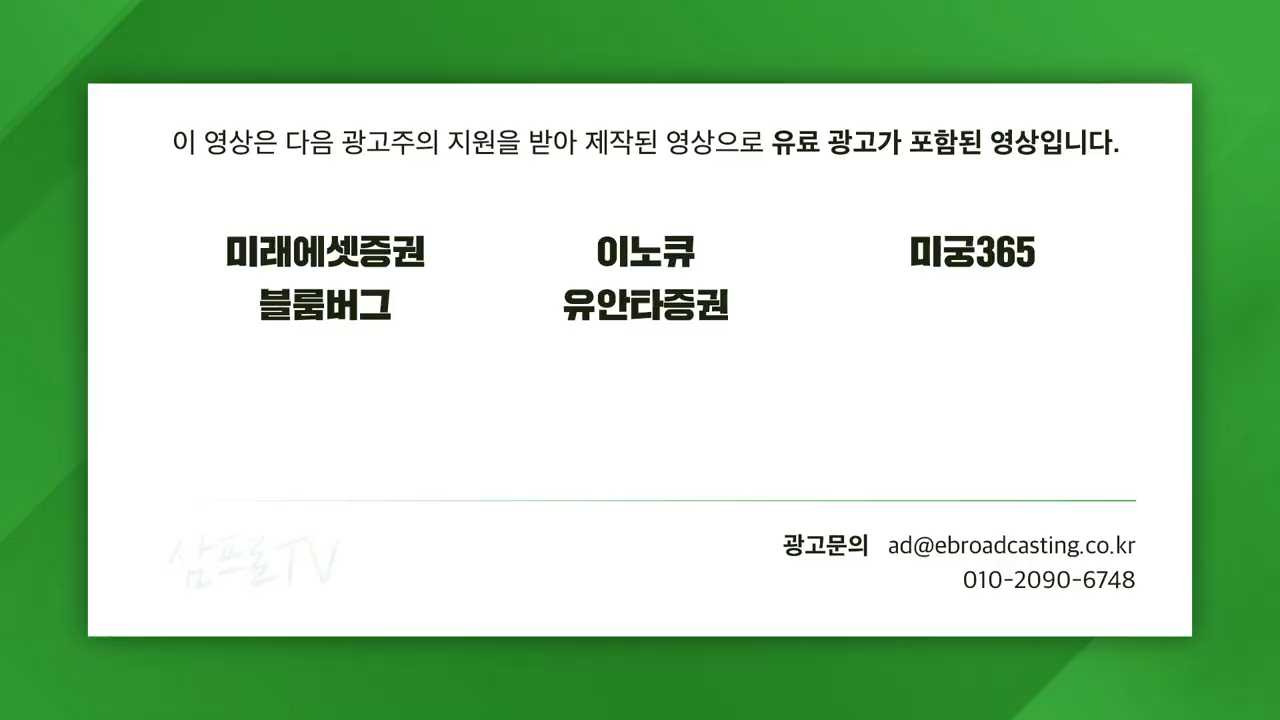 이 영상은 다음 광고주의 지원을 받아 제작된 영상으로 유료 광고가 포함된 영상입니다.
미래에셋증권 이노큐 미궁365
블룸버그 유안타증권
삼프로TV
광고문의 ad@ebroadcasting.co.kr
010-2090-6748